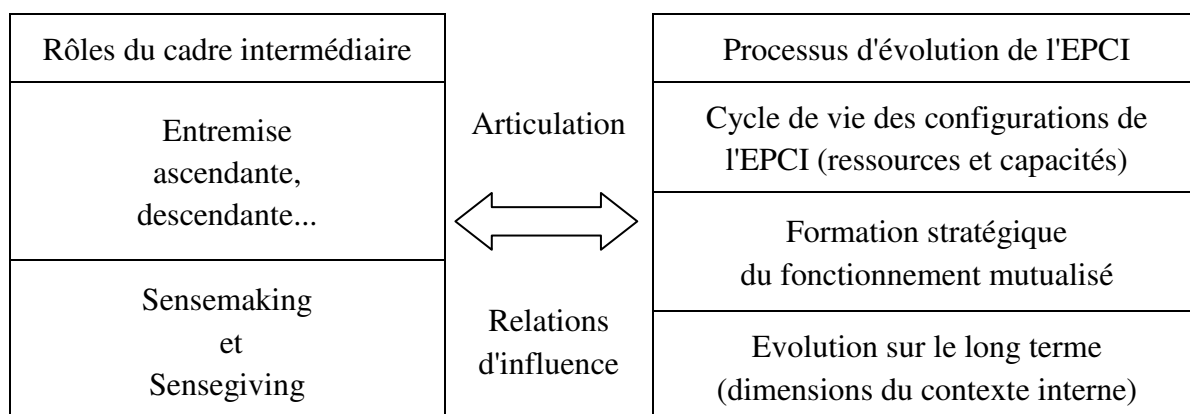 Rôles du cadre intermédiaire
Entremise
ascendante,
descendante...
Sensemaking
et
Sensegiving
Articulation
Relations
d'influence
Processus d'évolution de l'EPCI
Cycle de vie des configurations de
l'EPCI (ressources et capacités)
Formation stratégique
du fonctionnement mutualisé
Evolution sur le long terme
(dimensions du contexte interne)